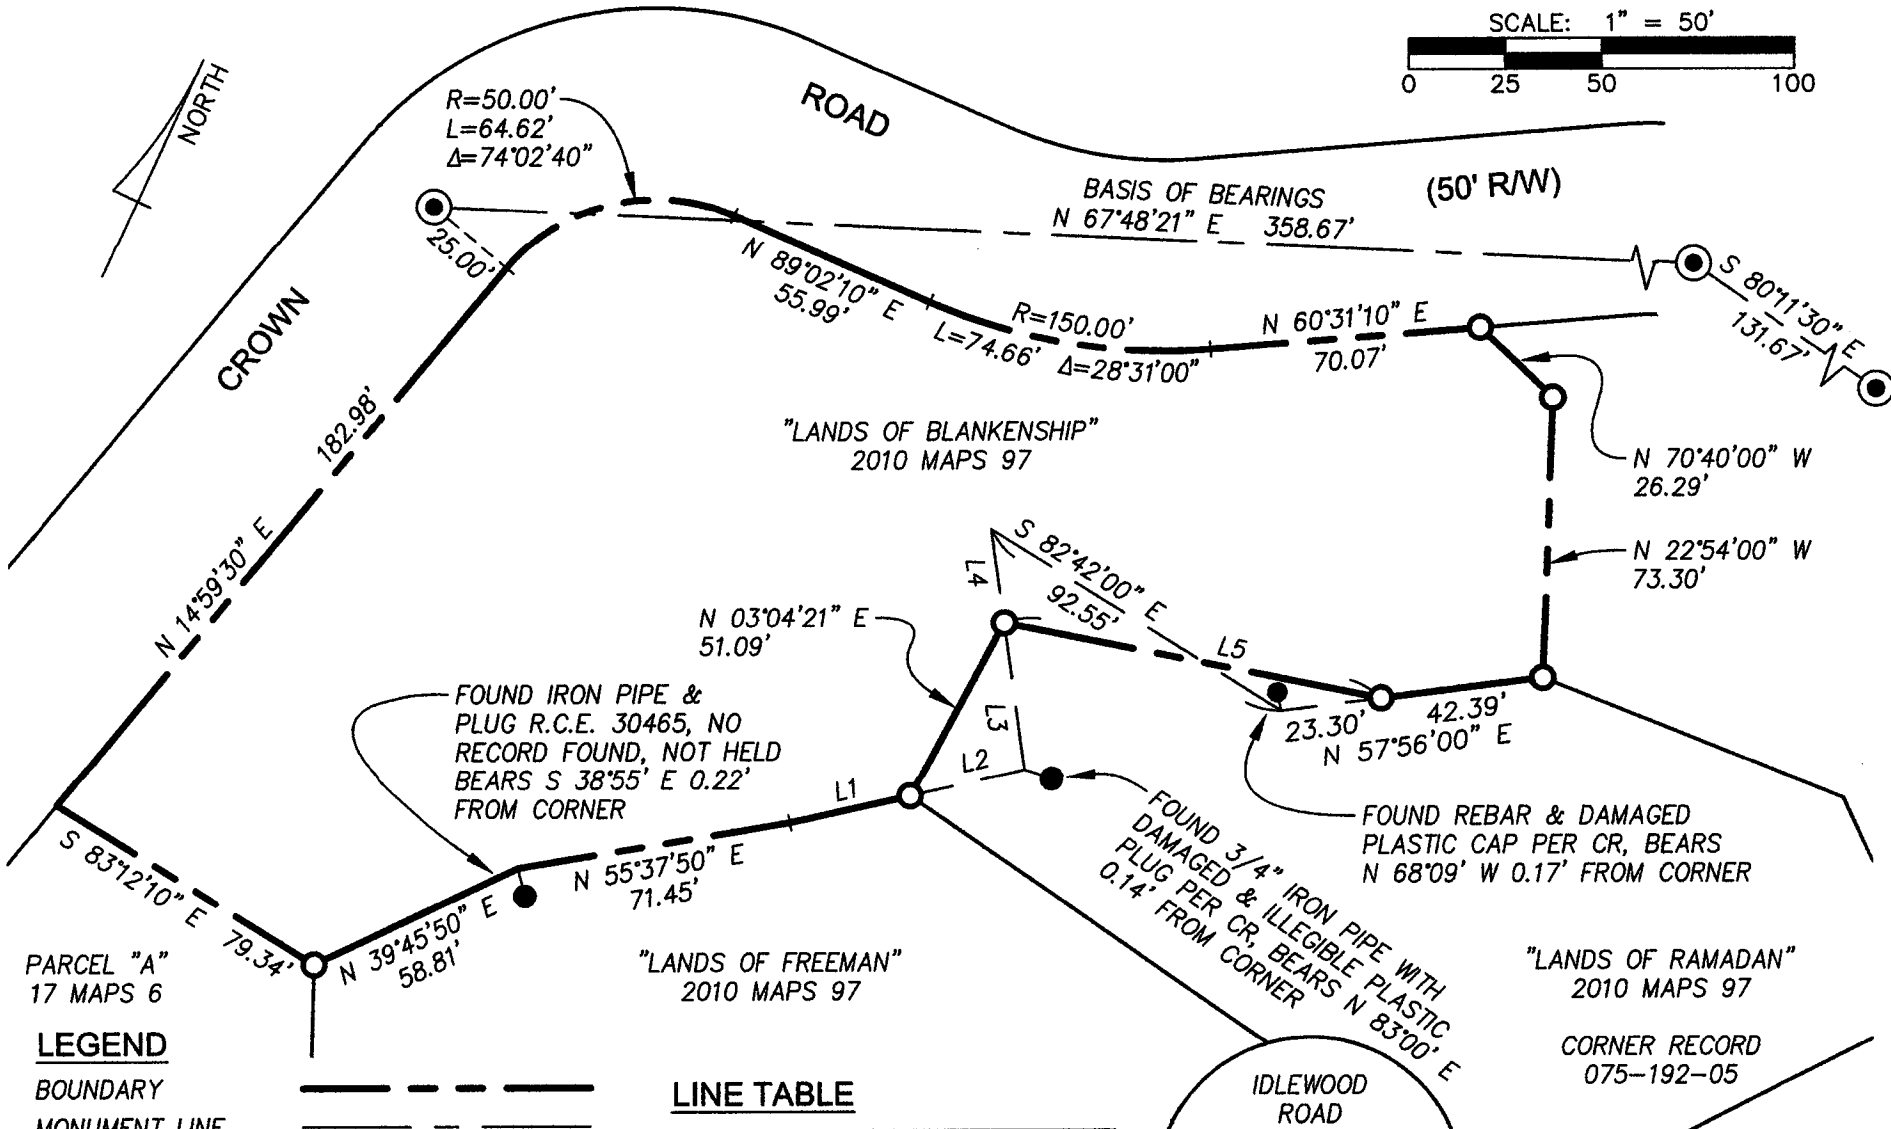 SCALE: 1" = 50'
0 25 50 100
NORTH
R=50.00'
L=64.62'
Δ=74°02'40"
ROAD
BASIS OF BEARINGS
N 67°48'21" E 358.67'
(50' R/W)
25.00'
S 80°11'30" E
131.67'
N 89°02'10" E
55.99'
R=150.00'
L=74.66' Δ=28°31'00"
N 60°31'10" E
70.07'
CROWN
182.98'
N 14°59'30" E
"LANDS OF BLANKENSHIP"
2010 MAPS 97
N 70°40'00" W
26.29'
N 22°54'00" W
73.30'
S 82°42'00" E
92.55'
L4
N 03°04'21" E
51.09'
L5
L3
L2
L1
23.30'
42.39'
N 57°56'00" E
FOUND IRON PIPE &
PLUG R.C.E. 30465, NO
RECORD FOUND, NOT HELD
BEARS S 38°55' E 0.22'
FROM CORNER
FOUND 3/4" IRON PIPE WITH
DAMAGED & ILLEGIBLE PLASTIC
PLUG PER CR, BEARS N 83°00' E
0.14' FROM CORNER
FOUND REBAR & DAMAGED
PLASTIC CAP PER CR, BEARS
N 68°09' W 0.17' FROM CORNER
S 83°12'10" E 79.34'
N 39°45'50" E
58.81'
N 55°37'50" E
71.45'
PARCEL "A"
17 MAPS 6
"LANDS OF FREEMAN"
2010 MAPS 97
"LANDS OF RAMADAN"
2010 MAPS 97
CORNER RECORD
075-192-05
LEGEND
BOUNDARY
MONUMENT LINE
LINE TABLE
IDLEWOOD
ROAD